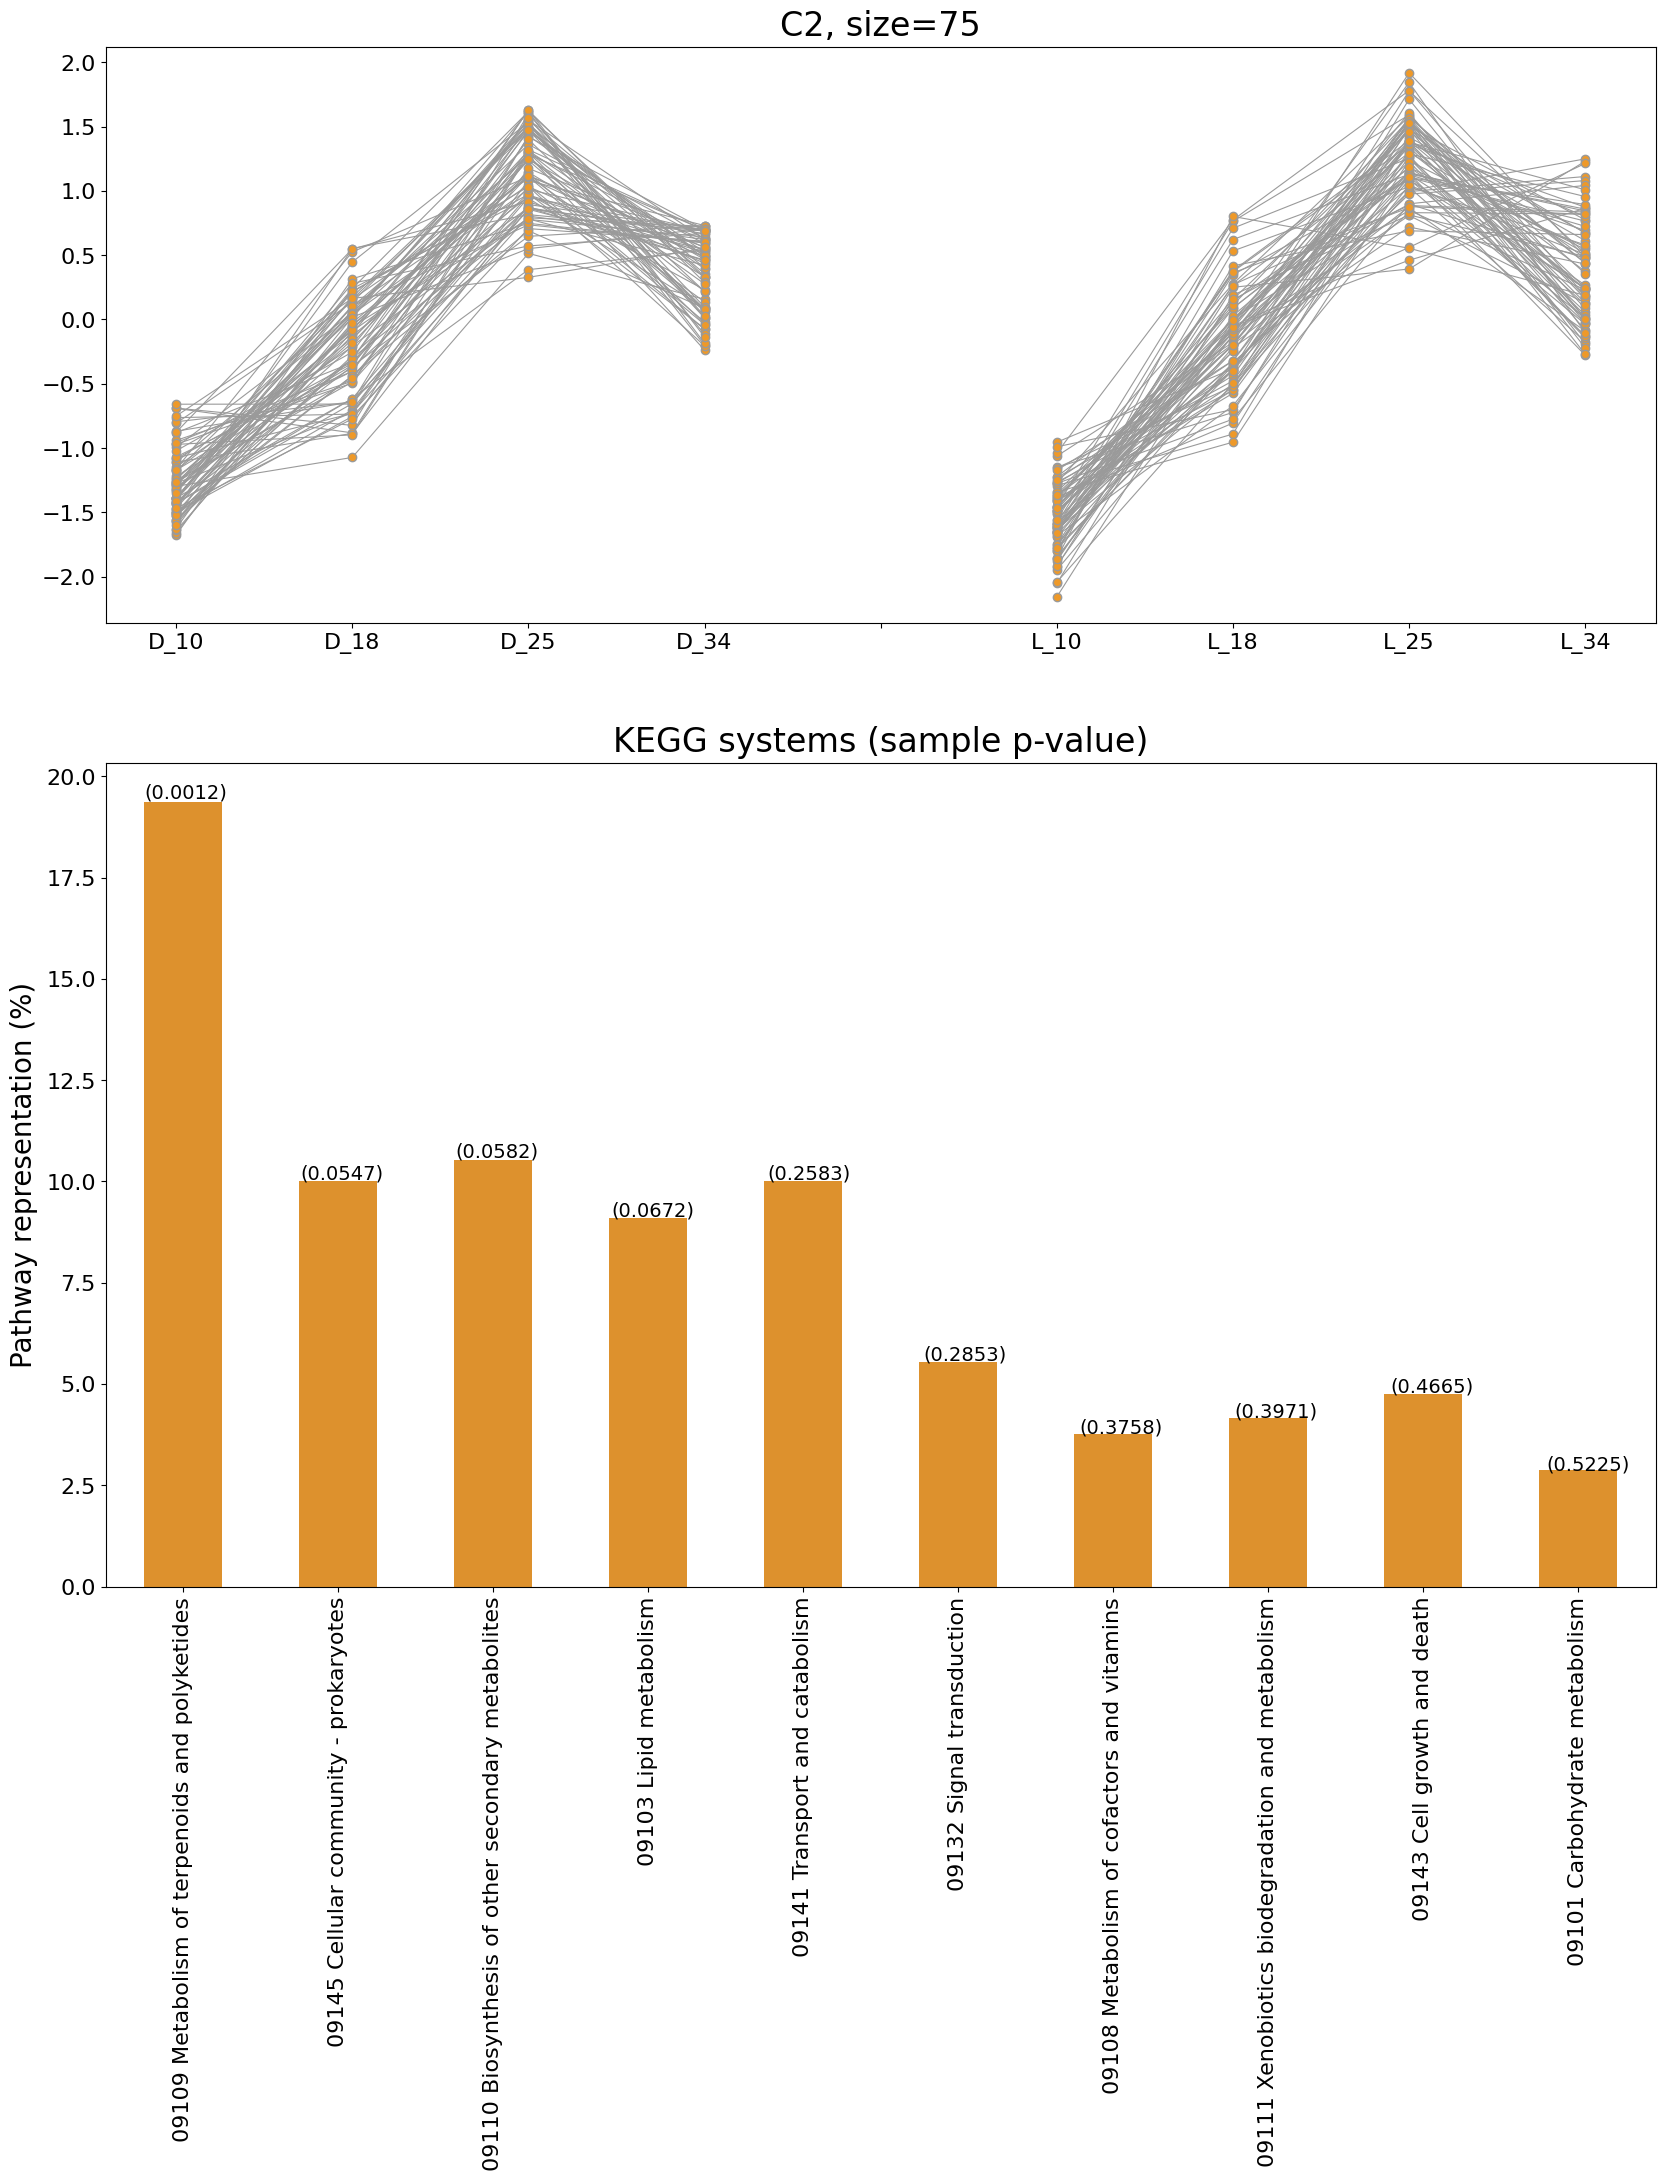 C2, size=75
2.0
1.5
1.0
0.5
0.0
−0.5
−1.0
−1.5
−2.0
D_10 D_18 D_25 D_34 L_10 L_18 L_25 L_34
KEGG systems (sample p-value)
Pathway representation (%)
20.0
17.5
15.0
12.5
10.0
7.5
5.0
2.5
0.0
(0.0012)
(0.0547)
(0.0582)
(0.0672)
(0.2583)
(0.2853)
(0.3758)
(0.3971)
(0.4665)
(0.5225)
09109 Metabolism of terpenoids and polyketides
09145 Cellular community - prokaryotes
09110 Biosynthesis of other secondary metabolites
09103 Lipid metabolism
09141 Transport and catabolism
09132 Signal transduction
09108 Metabolism of cofactors and vitamins
09111 Xenobiotics biodegradation and metabolism
09143 Cell growth and death
09101 Carbohydrate metabolism